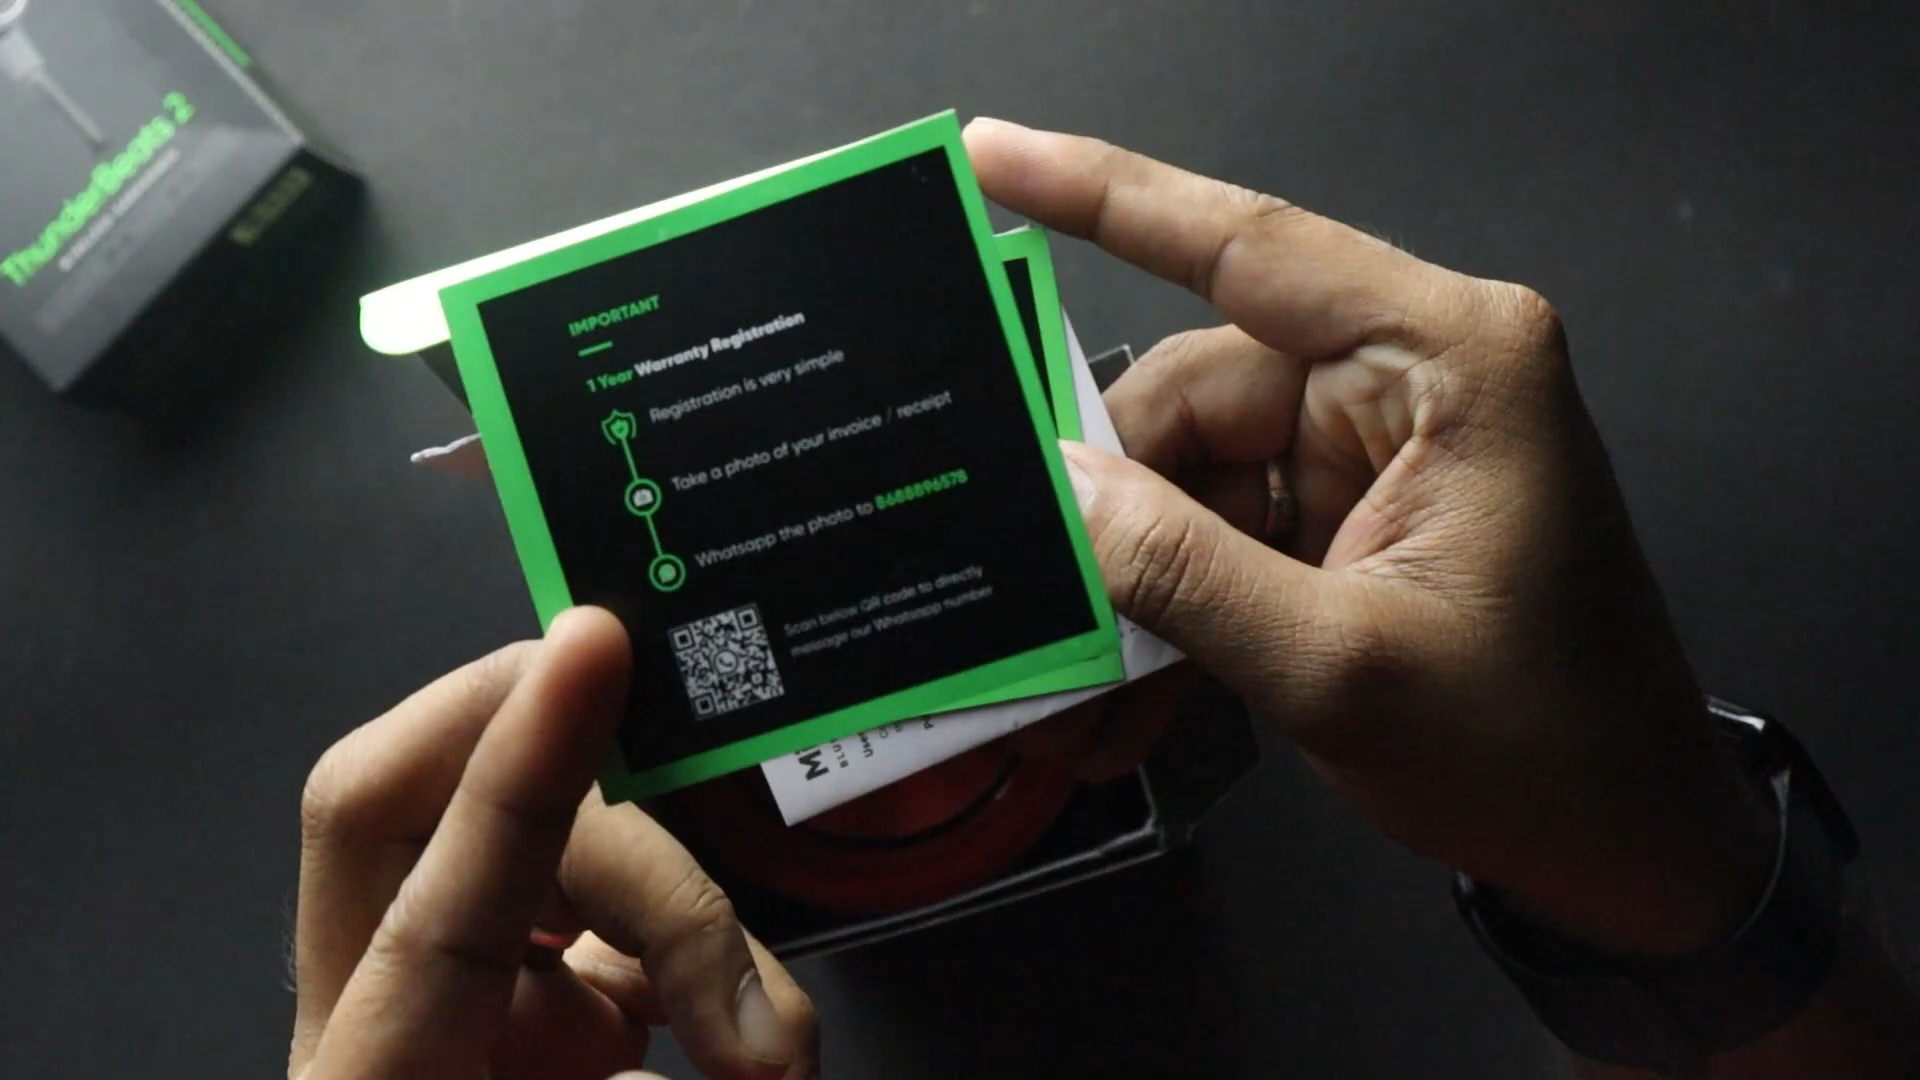 ThunderBeats 2
IMPORTANT
1 Year Warranty Registration
Registration is very simple
Take a photo of your invoice / receipt
Whatsapp the photo to 8688896578
Scan below QR code to directly
message our Whatsapp number
User